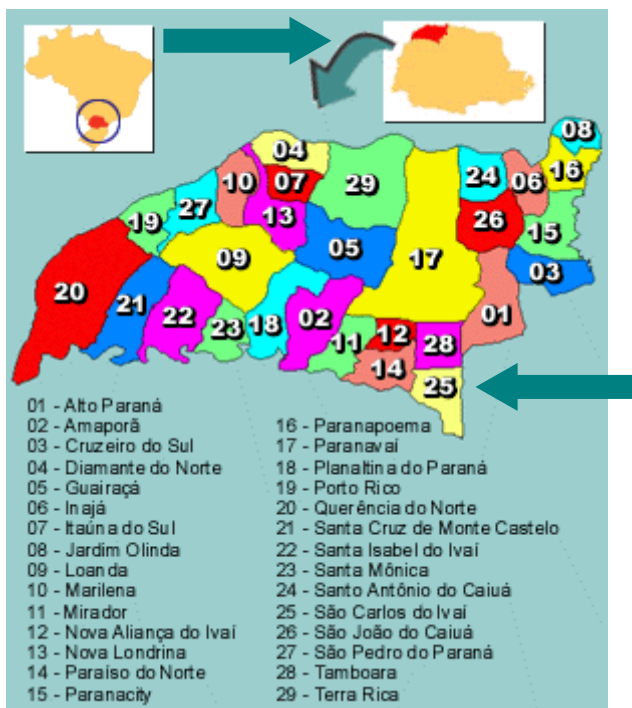 08
04
16
10
07
29
24
06
27
13
26
19
15
05
09
17
03
20
21
22
23
18
02
01
11
12
28
14
25
01 - Alto Paraná
02 - Amaporã
03 - Cruzeiro do Sul
04 - Diamante do Norte
05 - Guairaçá
06 - Inajá
07 - Itaúna do Sul
08 - Jardim Olinda
09 - Loanda
10 - Marilena
11 - Mirador
12 - Nova Aliança do Ivaí
13 - Nova Londrina
14 - Paraíso do Norte
15 - Paranacity
16 - Paranapoema
17 - Paranavaí
18 - Planaltina do Paraná
19 - Porto Rico
20 - Querência do Norte
21 - Santa Cruz de Monte Castelo
22 - Santa Isabel do Ivaí
23 - Santa Mônica
24 - Santo Antônio do Caiuá
25 - São Carlos do Ivaí
26 - São João do Caiuá
27 - São Pedro do Paraná
28 - Tamboara
29 - Terra Rica